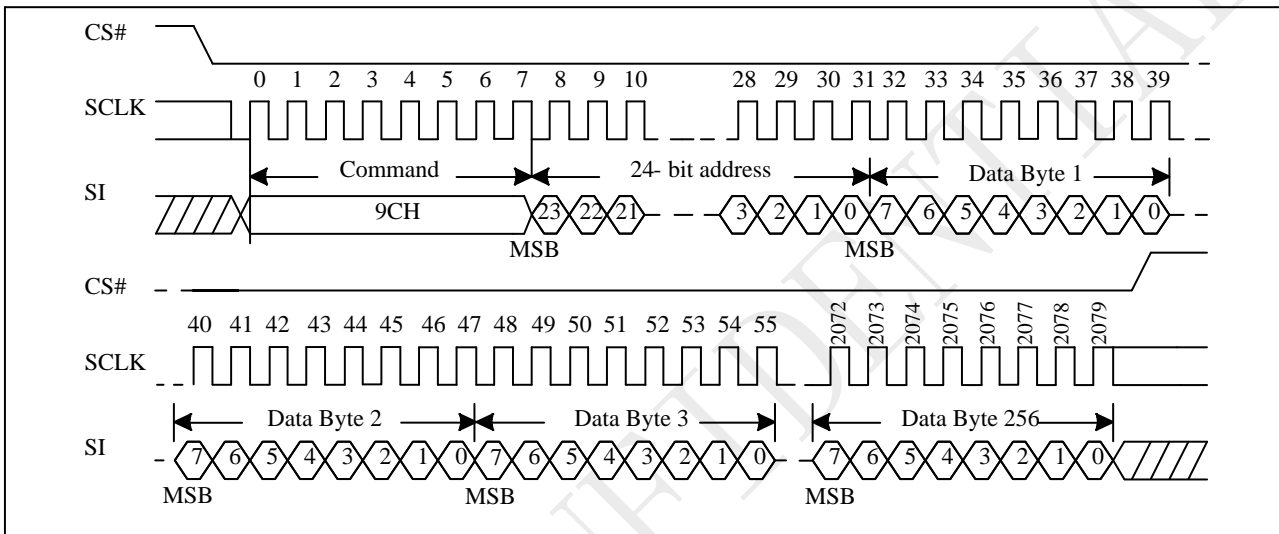 CS#
0 1 2 3 4 5 6 7 8 9 10 28 29 30 31 32 33 34 35 36 37 38 39
SCLK
Command 24- bit address Data Byte 1
SI
9CH 23 22 21 3 2 1 0 7 6 5 4 3 2 1 0
MSB MSB
CS#
40 41 42 43 44 45 46 47 48 49 50 51 52 53 54 55 2072 2073 2074 2075 2076 2077 2078 2079
SCLK
Data Byte 2 Data Byte 3 Data Byte 256
SI
7 6 5 4 3 2 1 0 7 6 5 4 3 2 1 0 7 6 5 4 3 2 1 0
MSB MSB MSB